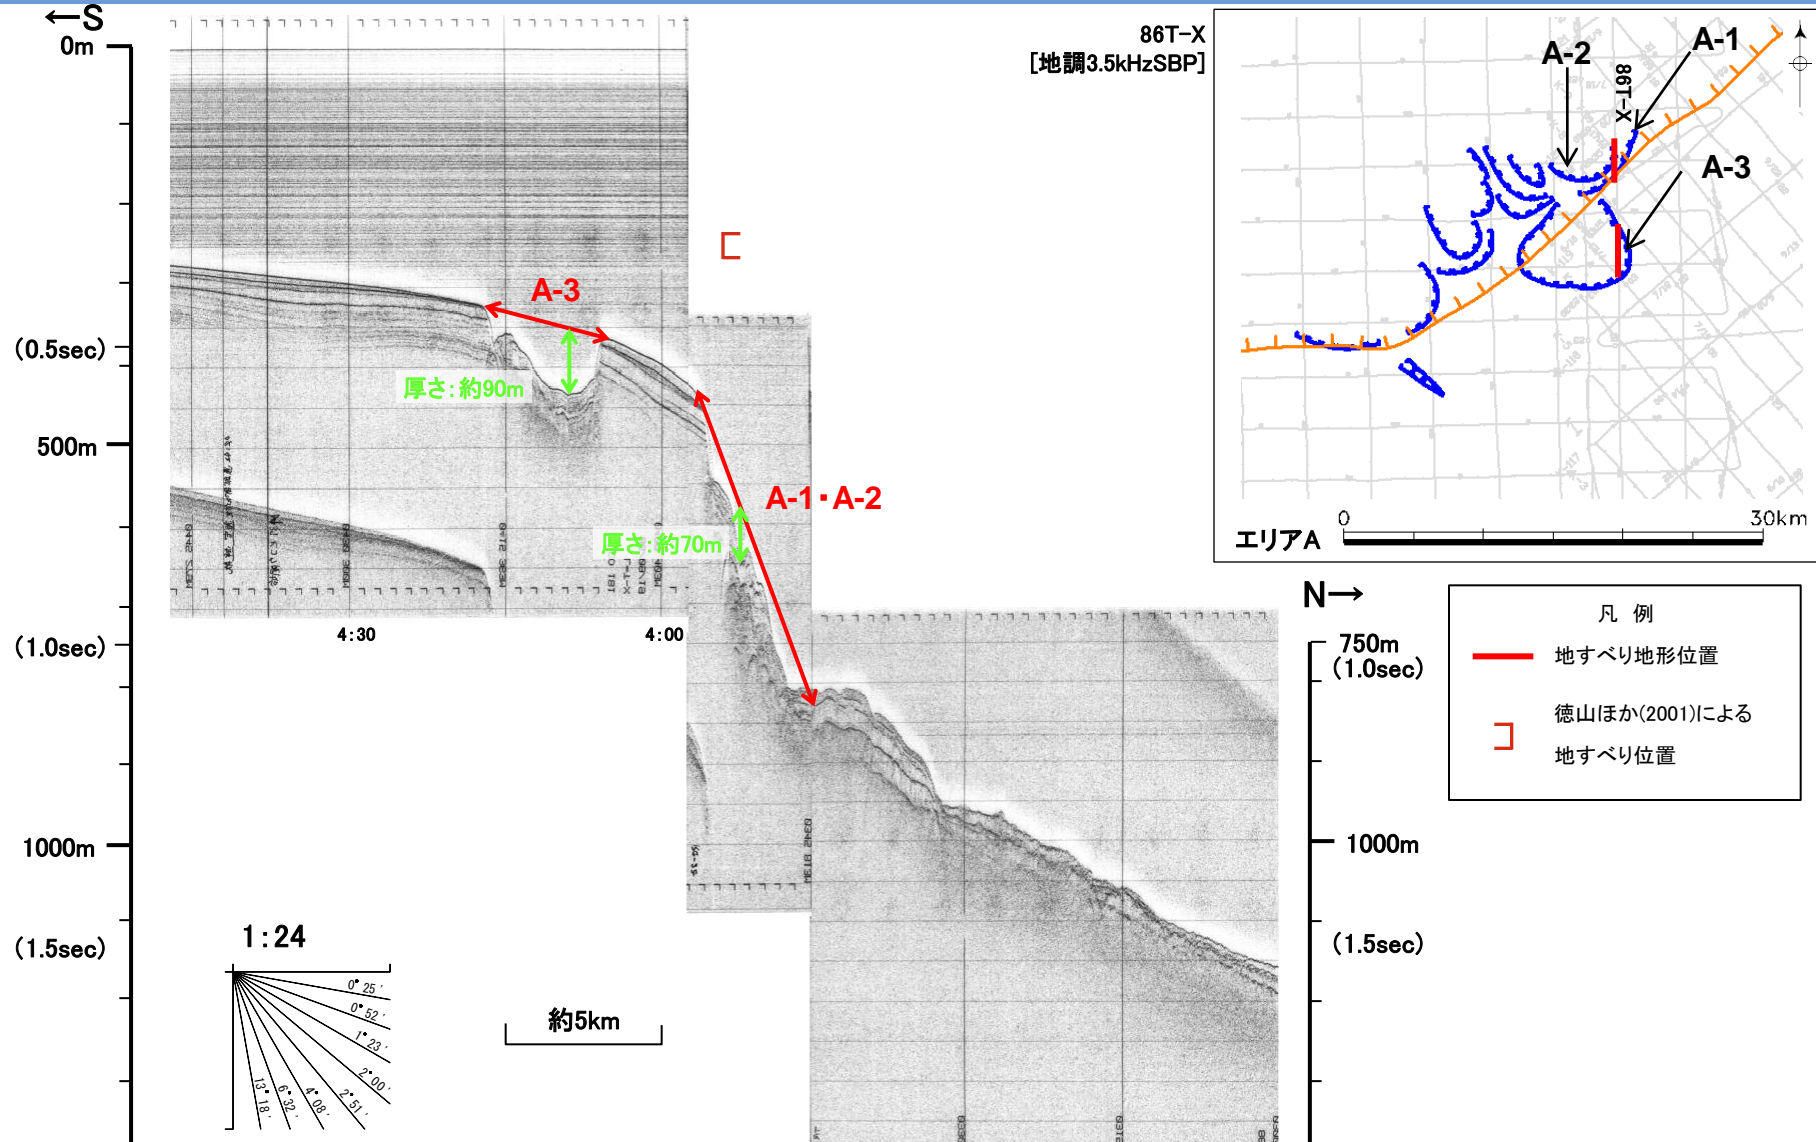 ←S
0m
(0.5sec)
500m
(1.0sec)
1000m
(1.5sec)
86T-X
[地調3.5kHzSBP]
A-3
厚さ：約90m
A-1・A-2
厚さ：約70m
4:30
4:00
A-2
A-1
86T-X
A-3
0
30km
エリアA
N→
750m
(1.0sec)
1000m
(1.5sec)
凡 例
地すべり地形位置
徳山ほか(2001)による
地すべり位置
1:24
0°25′
0°52′
1°23′
2°00′
2°51′
4°08′
6°32′
13°18′
約5km